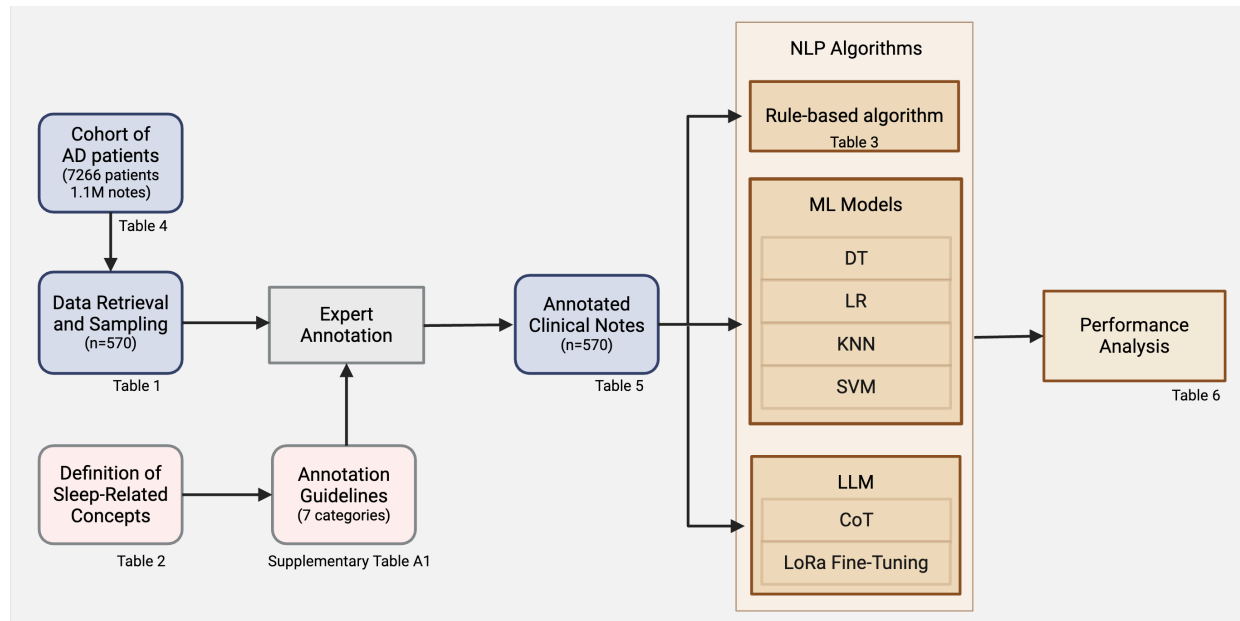 Cohort of
AD patients
(7266 patients
1.1M notes)
Table 4
Data Retrieval
and Sampling
(n=570)
Table 1
Definition of
Sleep-Related
Concepts
Table 2
Expert
Annotation
Annotation
Guidelines
(7 categories)
Supplementary Table A1
Annotated
Clinical Notes
(n=570)
Table 5
NLP Algorithms
Rule-based algorithm
Table 3
ML Models
DT
LR
KNN
SVM
LLM
CoT
LoRa Fine-Tuning
Performance
Analysis
Table 6